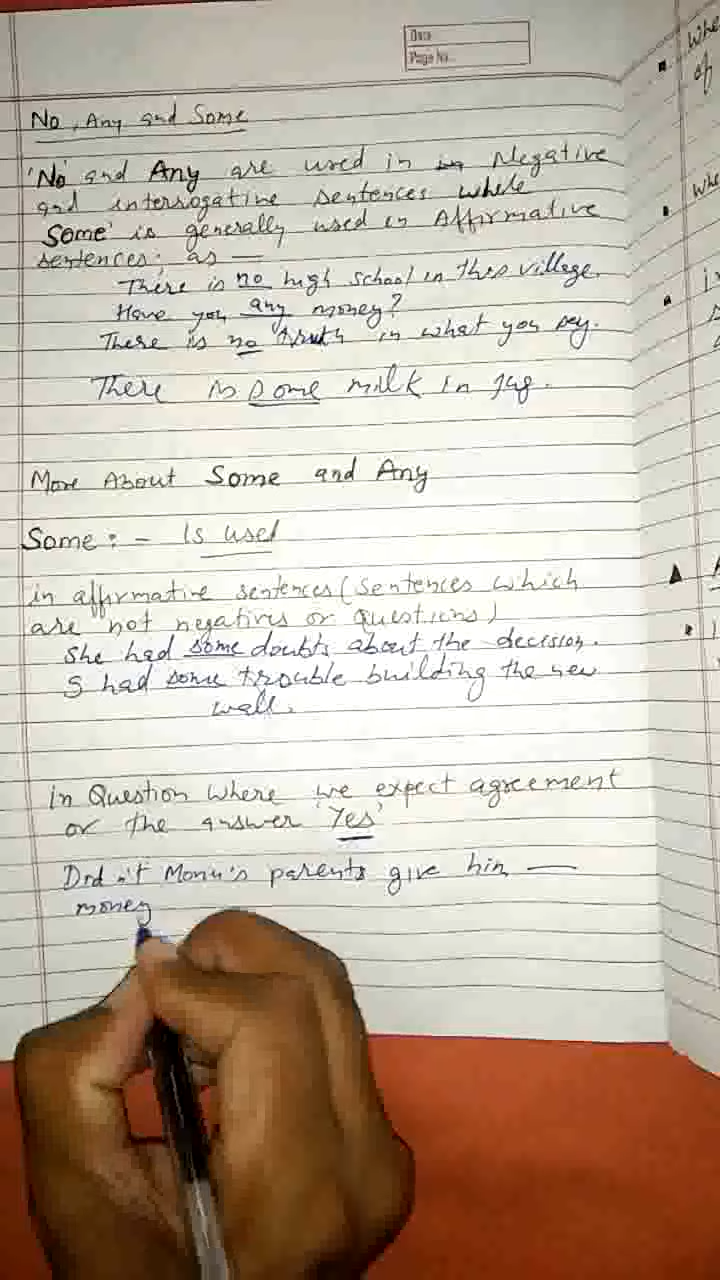 Date
Page No.
No, Any and Some
'No' and Any are used in in Negative
and interrogative sentences while
Some' is generally used in Affirmative
sentences: as —
There is no high school in this village.
Have you any money?
There is no truth in what you say.
There is some milk in jug.
More About Some and Any
Some : - Is used
in affirmative sentences (sentences which
are not negatives or questions)
She had some doubts about the decision.
I had some trouble building the new
wall.
in Question where we expect agreement
or the answer 'Yes'
Did n't Monu's parents give him —
money
Whe
of
Whe